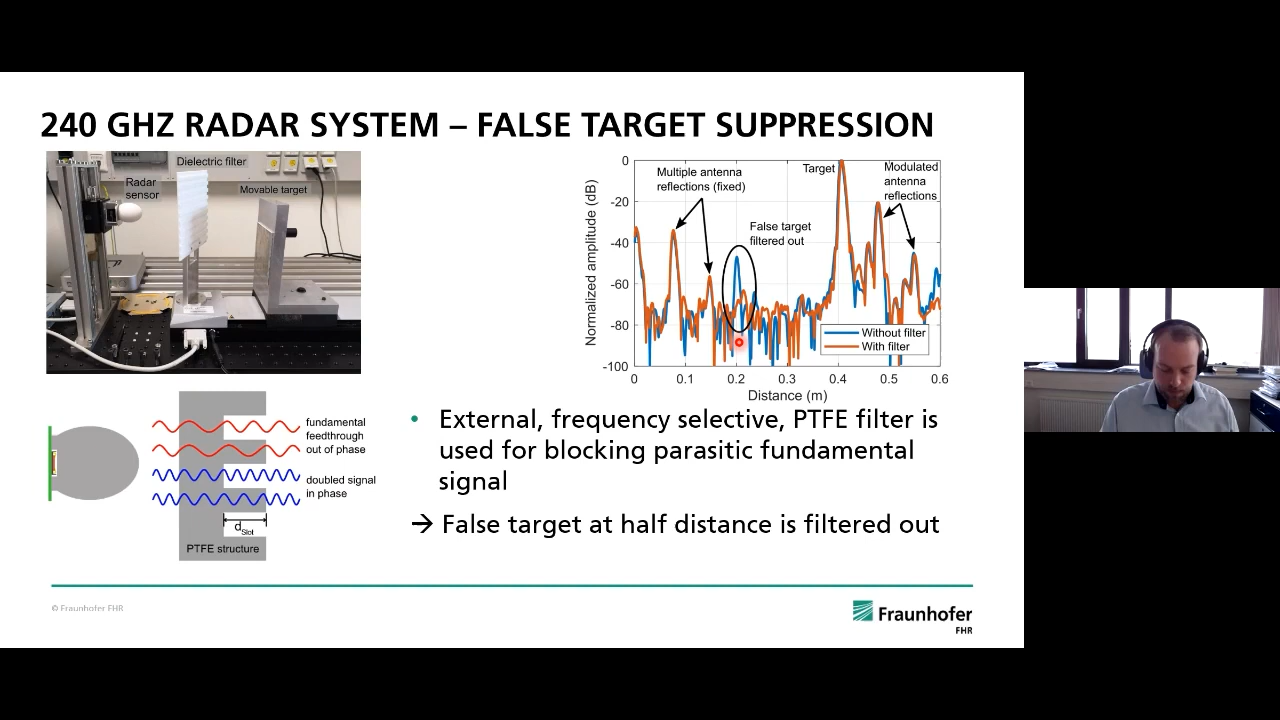 240 GHZ RADAR SYSTEM – FALSE TARGET SUPPRESSION
Dielectric filter
Radar
sensor
Movable target
Normalized amplitude (dB)
0
-20
-40
-60
-80
-100
Multiple antenna
reflections (fixed)
False target
filtered out
Target
Modulated
antenna
reflections
Without filter
With filter
0 0.1 0.2 0.3 0.4 0.5 0.6
Distance (m)
fundamental
feedthrough
out of phase
doubled signal
in phase
dSlot
PTFE structure
• External, frequency selective, PTFE filter is
used for blocking parasitic fundamental
signal
→ False target at half distance is filtered out
© Fraunhofer FHR
Fraunhofer
FHR